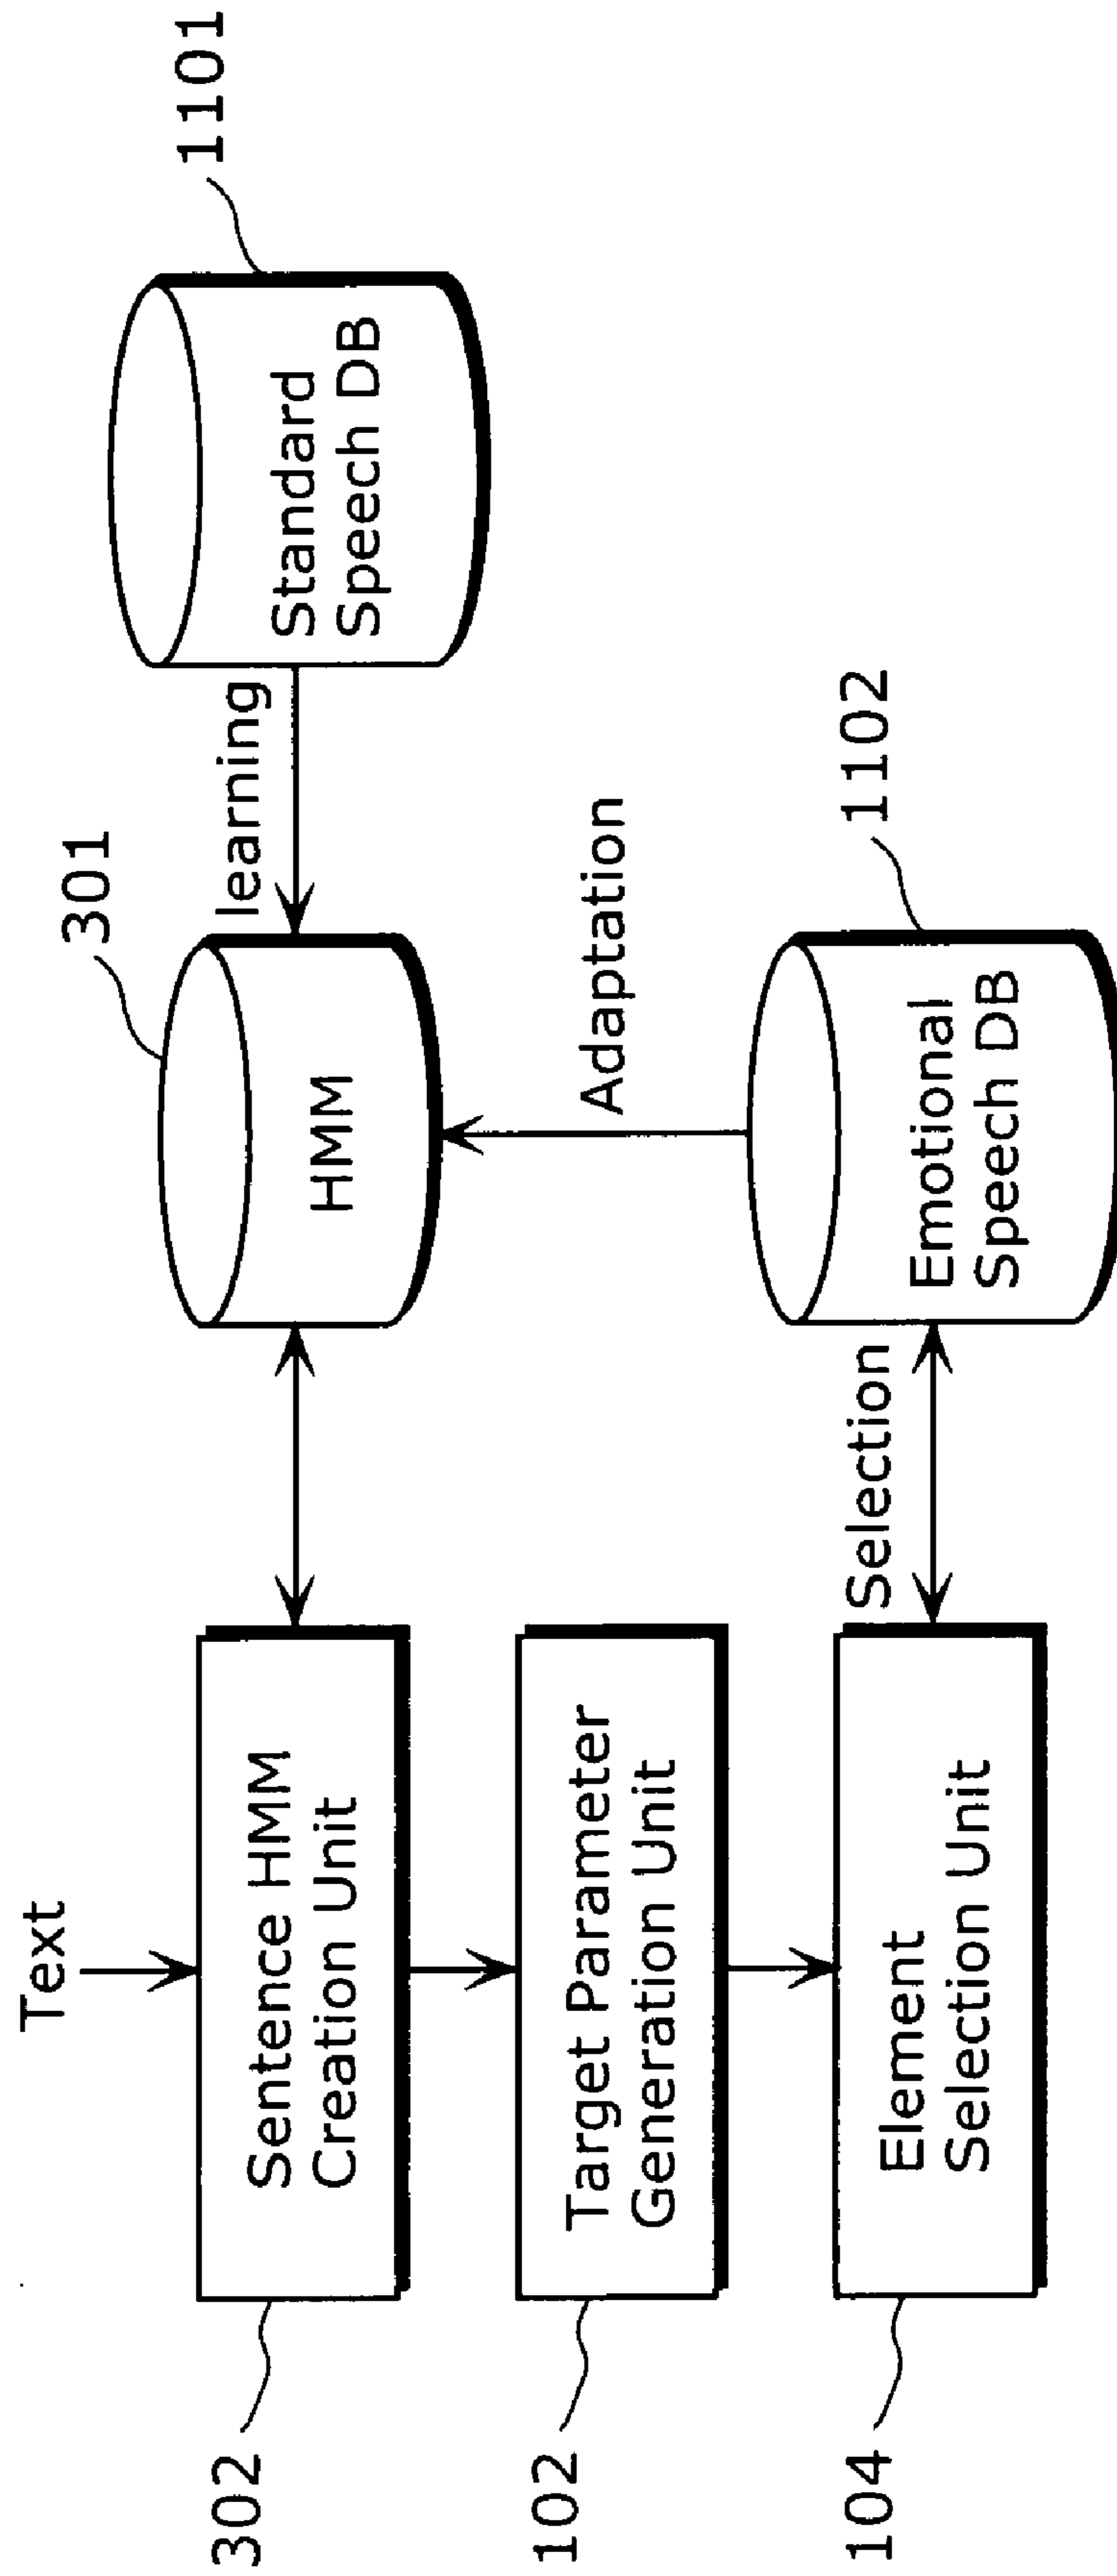 Text
302
Sentence HMM
Creation Unit
301
HMM
learning
1101
Standard
Speech DB
102
Target Parameter
Generation Unit
Adaptation
104
Element
Selection Unit
Selection
1102
Emotional
Speech DB